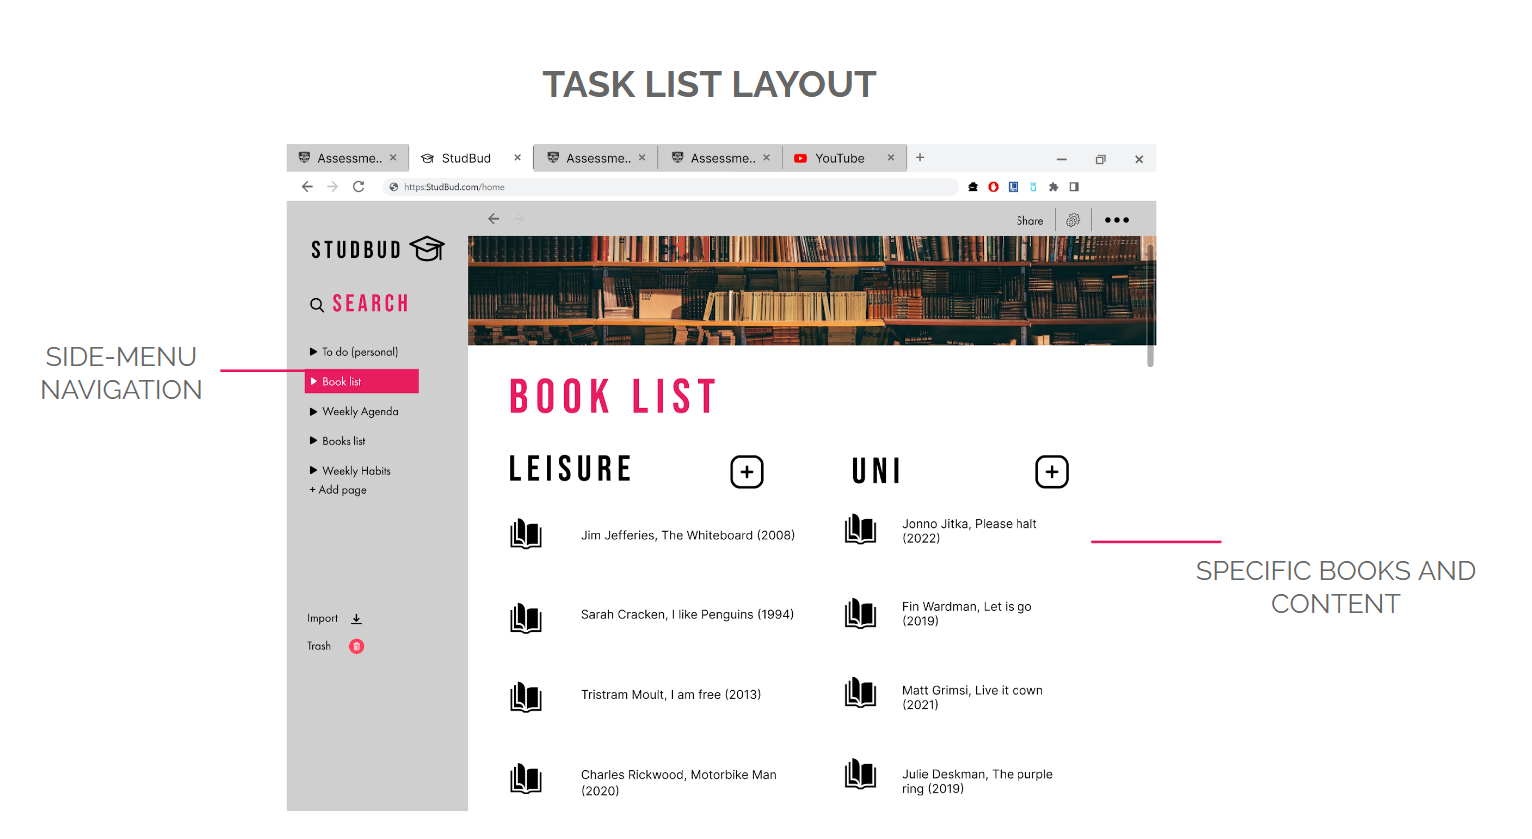 TASK LIST LAYOUT
Assessme..
StudBud
Assessme..
Assessme..
YouTube
https:StudBud.com/home
Share
STUDBUD
SEARCH
To do (personal)
Book list
Weekly Agenda
Books list
Weekly Habits
+ Add page
Import
Trash
SIDE-MENU
NAVIGATION
BOOK LIST
LEISURE
Jim Jefferies, The Whiteboard (2008)
Sarah Cracken, I like Penguins (1994)
Tristram Moult, I am free (2013)
Charles Rickwood, Motorbike Man
(2020)
UNI
Jonno Jitka, Please halt
(2022)
Fin Wardman, Let is go
(2019)
Matt Grimsi, Live it cown
(2021)
Julie Deskman, The purple
ring (2019)
SPECIFIC BOOKS AND
CONTENT